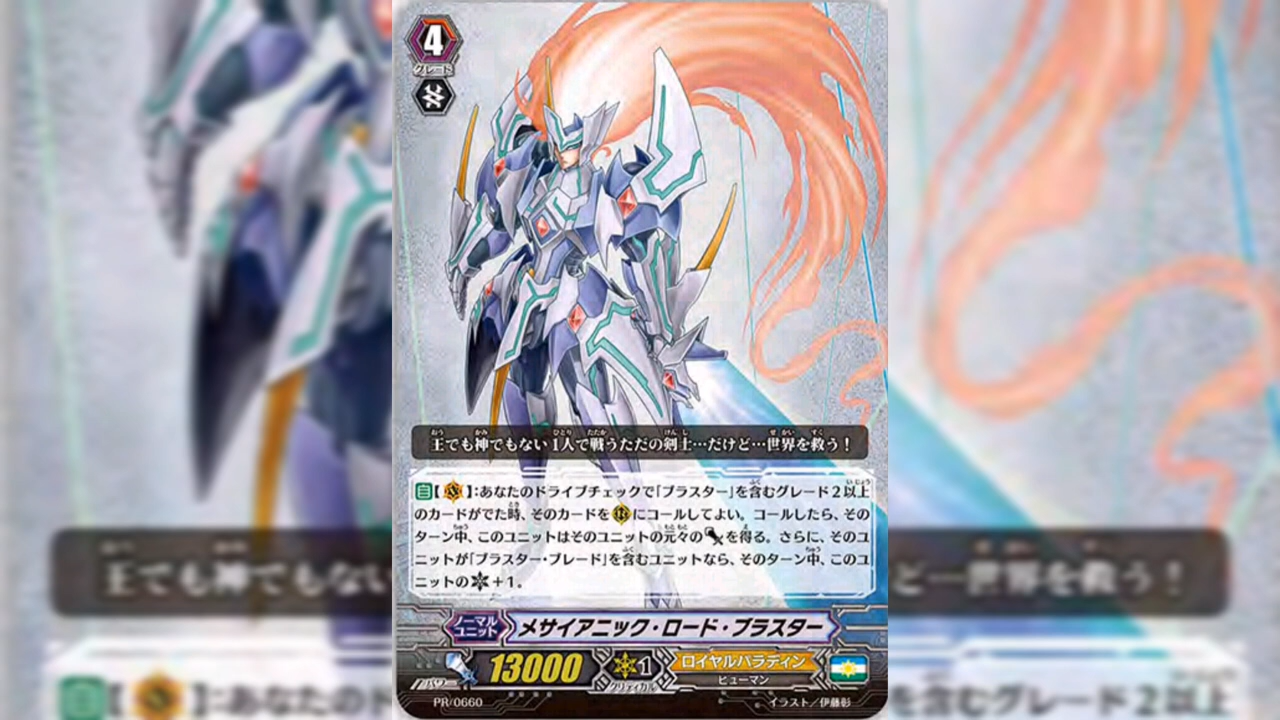 4
グレード
王でも神でもない1人で戦うただの剣士…だけど…世界を救う！
【 】:あなたのドライブチェックで「ブラスター」を含むグレード2以上
のカードがでた時、そのカードを にコールしてよい。コールしたら、その
ターン中、このユニットはそのユニットの元々の を得る。さらに、そのユ
ニットが「ブラスター・ブレード」を含むユニットなら、そのターン中、このユ
ニットの +1。
ノーマル
ユニット
メサイアニック・ロード・ブラスター
パワー
13000
1
クリティカル
ロイヤルパラディン
ヒューマン
PR/0660
イラスト/伊藤彰